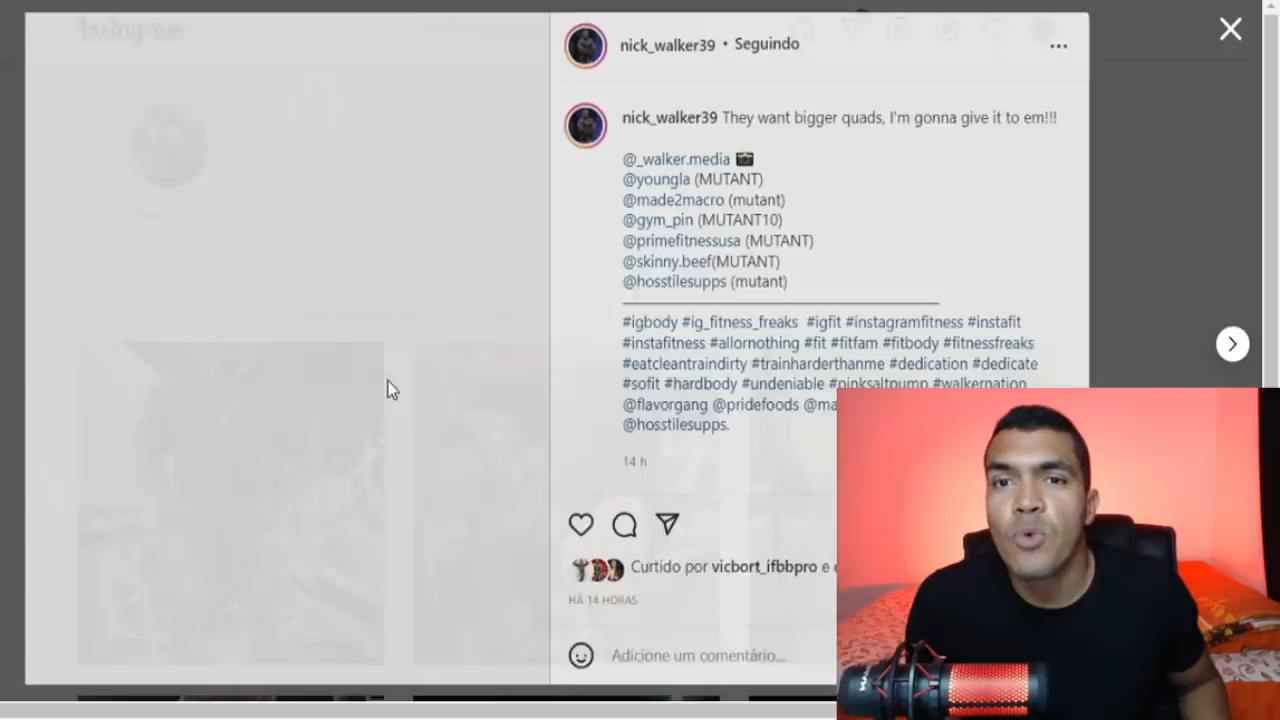 Instagram
nick_walker39 • Seguindo
nick_walker39 They want bigger quads, I'm gonna give it to em!!!
@_walker.media 📷
@youngla (MUTANT)
@made2macro (mutant)
@gym_pin (MUTANT10)
@primefitnessusa (MUTANT)
@skinny.beef(MUTANT)
@hosstilesupps (mutant)
#igbody #ig_fitness_freaks #igfit #instagramfitness #instafit
#instafitness #allornothing #fit #fitfam #fitbody #fitnessfreaks
#eatcleantraindirty #trainharderthanme #dedication #dedicate
#sofit #hardbody #undeniable #pinksaltpump #walkernation
@flavorgang @pridefoods @ma
@hosstilesupps.
14 h
Curtido por vicbort_ifbbpro e
HÁ 14 HORAS
Adicione um comentário...